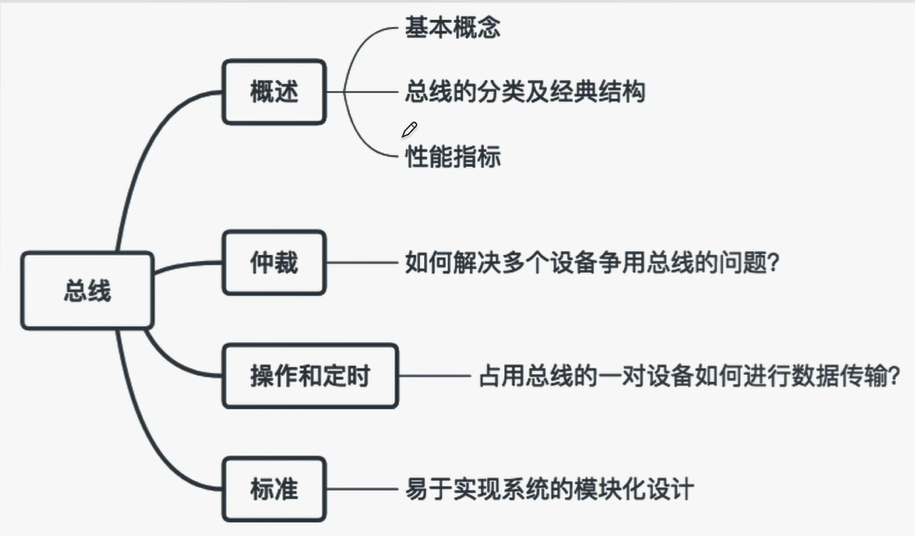 基本概念
概述
总线的分类及经典结构
性能指标
仲裁
如何解决多个设备争用总线的问题？
总线
操作和定时
占用总线的一对设备如何进行数据传输？
标准
易于实现系统的模块化设计